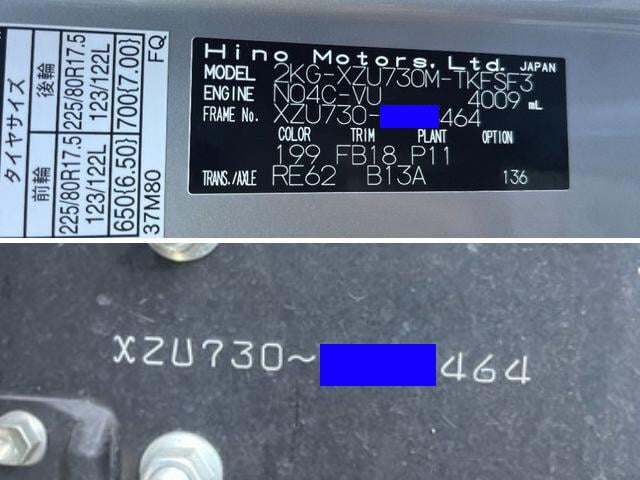 タイヤサイズ
前輪 後輪
225/80R17.5 225/80R17.5
123/122L 123/122L
650{6.50} 700{7.00}
37M80 FQ
Hino Motors, Ltd. JAPAN
MODEL 2KG-XZU730M-TKFSF3
ENGINE N04C-VU 4009 mL
FRAME No. XZU730- 464
COLOR TRIM PLANT OPTION
199 FB18 P11
TRANS./AXLE RE62 B13A 136
XZU730~ 464